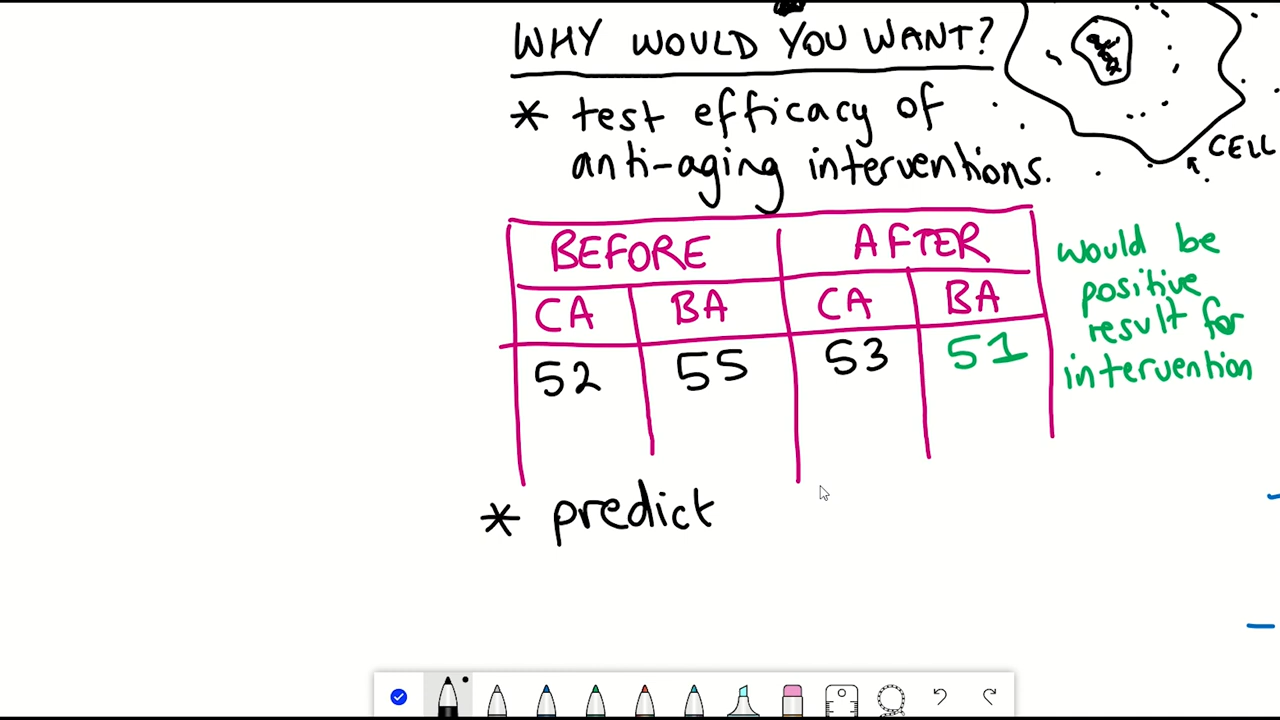 WHY WOULD YOU WANT?
* test efficacy of
anti-aging interventions.
CELL
BEFORE AFTER
CA BA CA BA
52 55 53 51
would be
positive
result for
intervention
* predict